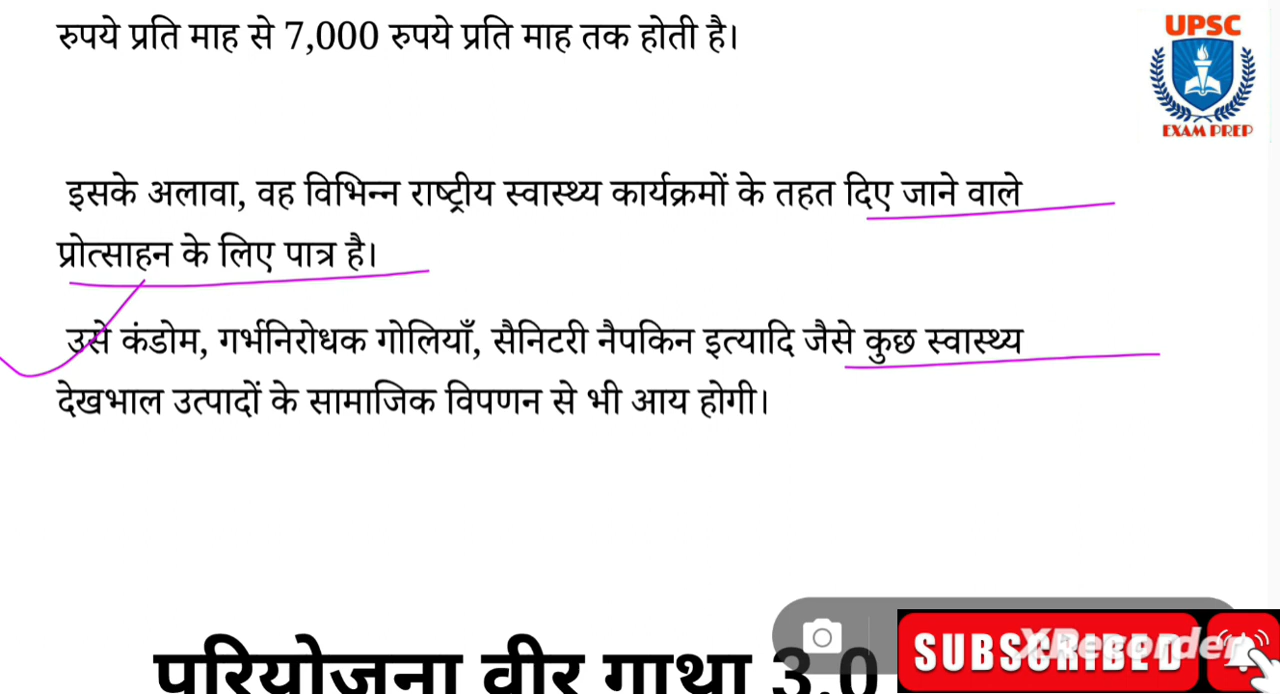 रुपये प्रति माह से 7,000 रुपये प्रति माह तक होती है।
UPSC
EXAM PREP
इसके अलावा, वह विभिन्न राष्ट्रीय स्वास्थ्य कार्यक्रमों के तहत दिए जाने वाले
प्रोत्साहन के लिए पात्र है।
उसे कंडोम, गर्भनिरोधक गोलियाँ, सैनिटरी नैपकिन इत्यादि जैसे कुछ स्वास्थ्य
देखभाल उत्पादों के सामाजिक विपणन से भी आय होगी।
परियोजना वीर गाथा 3.0
SUBSCRIBED
XRecorder